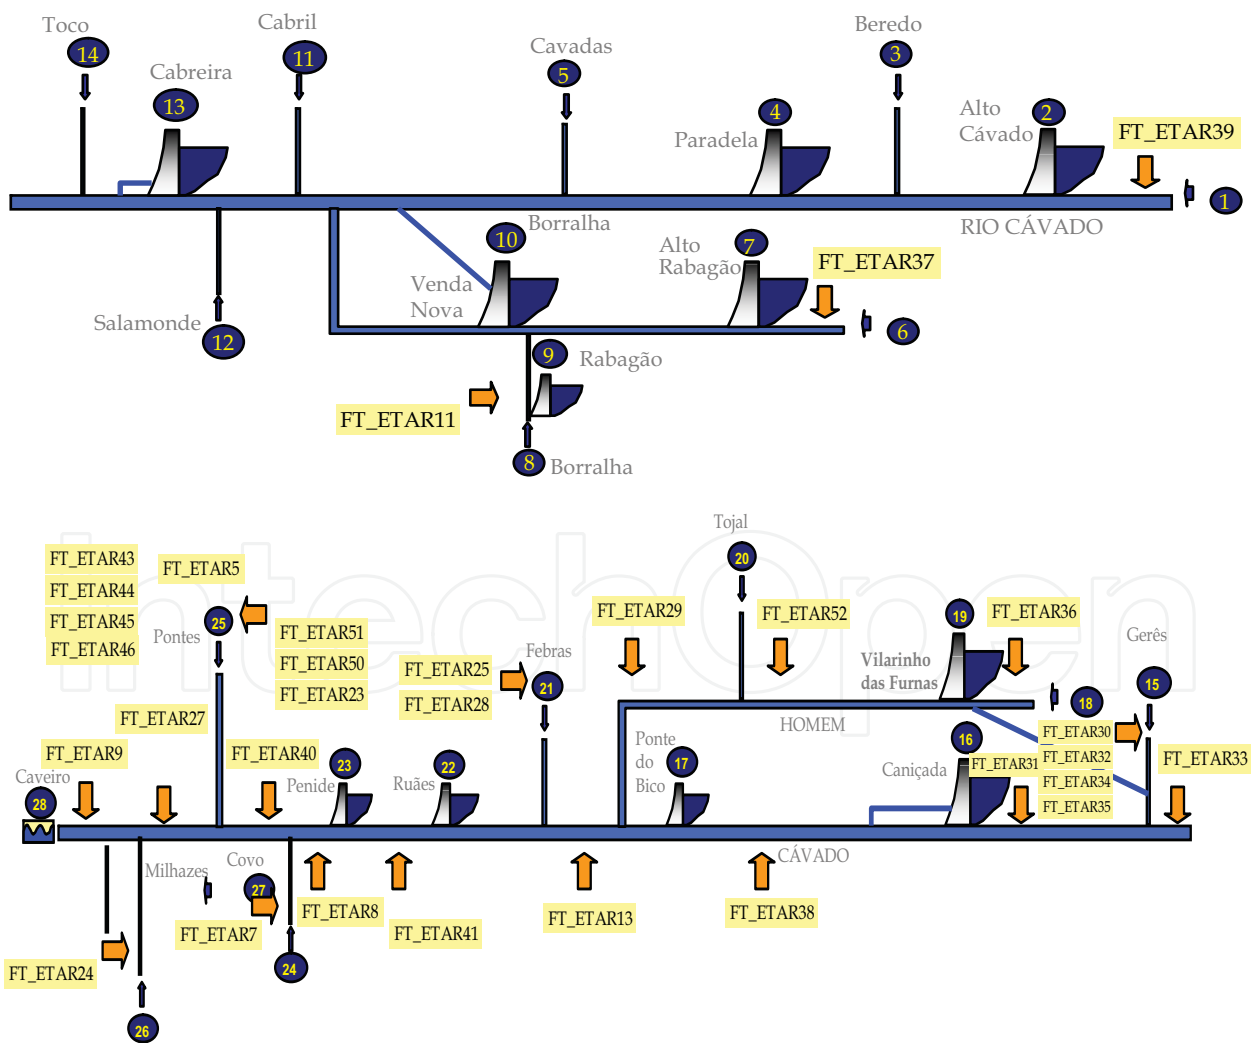 Toco
14
Cabreira
13
Cabril
11
Cavadas
5
Beredo
3
Paradela
4
Alto
Cávado
2
FT_ETAR39
1
RIO CÁVADO
Borralha
10
Venda
Nova
Alto
Rabagão
7
FT_ETAR37
6
Salamonde
12
9
Rabagão
FT_ETAR11
8
Borralha
IntechOpen
FT_ETAR43
FT_ETAR44
FT_ETAR45
FT_ETAR46
FT_ETAR5
Pontes
25
FT_ETAR51
FT_ETAR50
FT_ETAR23
FT_ETAR27
FT_ETAR9
FT_ETAR40
Caveiro
28
Penide
23
Ruães
22
FT_ETAR25
FT_ETAR28
Febras
21
FT_ETAR29
Tojal
20
FT_ETAR52
19
Vilarinho
das Furnas
FT_ETAR36
Gerês
15
18
HOMEM
Ponte
do
Bico
17
Caniçada
16
FT_ETAR31
FT_ETAR30
FT_ETAR32
FT_ETAR34
FT_ETAR35
FT_ETAR33
CÁVADO
Milhazes
Covo
27
FT_ETAR7
FT_ETAR8
FT_ETAR41
FT_ETAR13
FT_ETAR38
FT_ETAR24
24
26